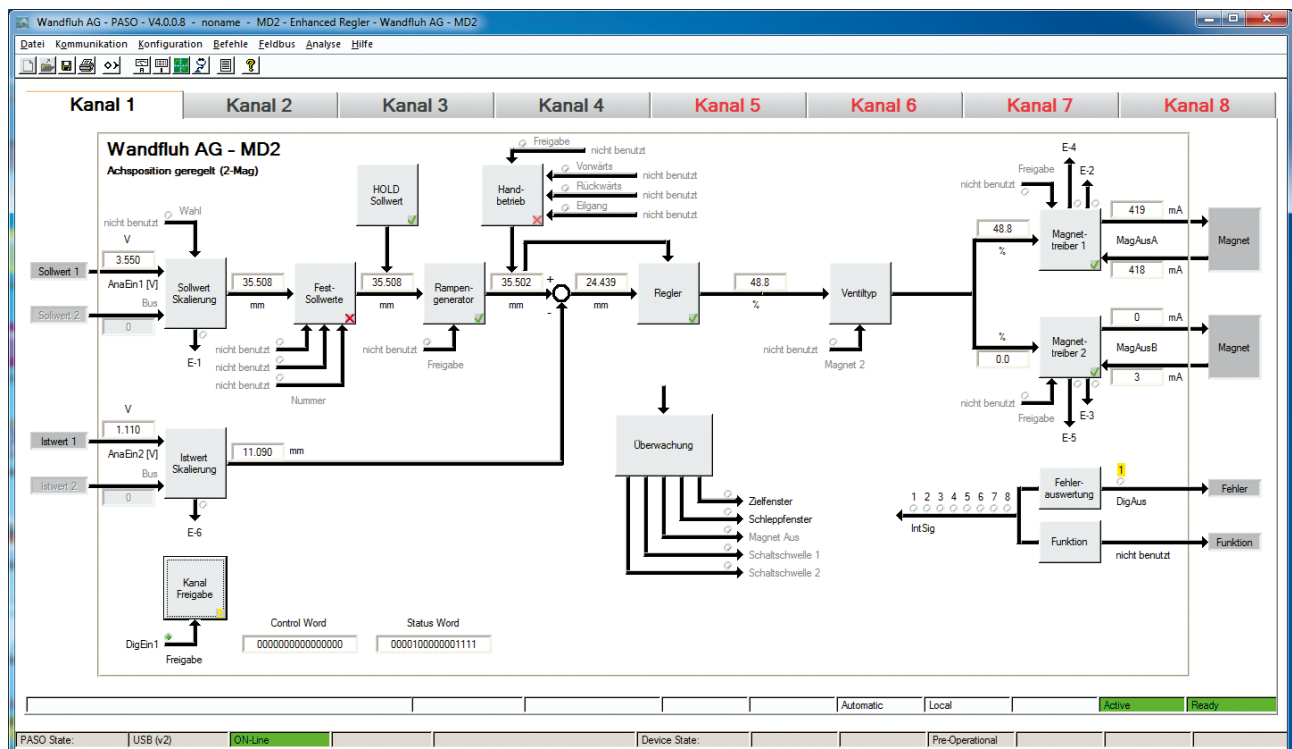 Wandfluh AG - PASO - V4.0.0.8 - noname - MD2 - Enhanced Regler - Wandfluh AG - MD2
Datei Kommunikation Konfiguration Befehle Feldbus Analyse Hilfe
Kanal 1 Kanal 2 Kanal 3 Kanal 4 Kanal 5 Kanal 6 Kanal 7 Kanal 8
Wandfluh AG - MD2
Achsposition geregelt (2-Mag)
Freigabe
nicht benutzt
Vorwärts
nicht benutzt
Rückwärts
nicht benutzt
Eilgang
nicht benutzt
HOLD
Sollwert
Hand-
betrieb
E-4
E-2
Freigabe
nicht benutzt
Wahl
nicht benutzt
V
3.550
Sollwert 1
AnaEin1 [V]
Bus
Sollwert 2
0
Sollwert
Skalierung
E-1
35.508
mm
Fest-
Sollwerte
nicht benutzt
nicht benutzt
nicht benutzt
Nummer
35.508
mm
Rampen-
generator
nicht benutzt
Freigabe
35.502
mm
+
-
24.439
mm
Regler
48.8
%
Ventiltyp
nicht benutzt
Magnet 2
48.8
%
Magnet-
treiber 1
419 mA
MagAusA
418 mA
Magnet
%
0.0
Magnet-
treiber 2
0 mA
MagAusB
3 mA
Magnet
nicht benutzt
Freigabe
E-3
E-5
V
1.110
Istwert 1
AnaEin2 [V]
Bus
Istwert 2
0
Istwert
Skalierung
E-6
11.090 mm
Überwachung
Zielfenster
Schleppfenster
Magnet Aus
Schaltschwelle 1
Schaltschwelle 2
1 2 3 4 5 6 7 8
IntSig
Fehler-
auswertung
1
DigAus
Fehler
Funktion
nicht benutzt
Funktion
Kanal
Freigabe
DigEin1
Freigabe
Control Word
0000000000000000
Status Word
0000100000001111
Automatic Local Active Ready
PASO State: USB (v2) ON-Line Device State: Pre-Operational